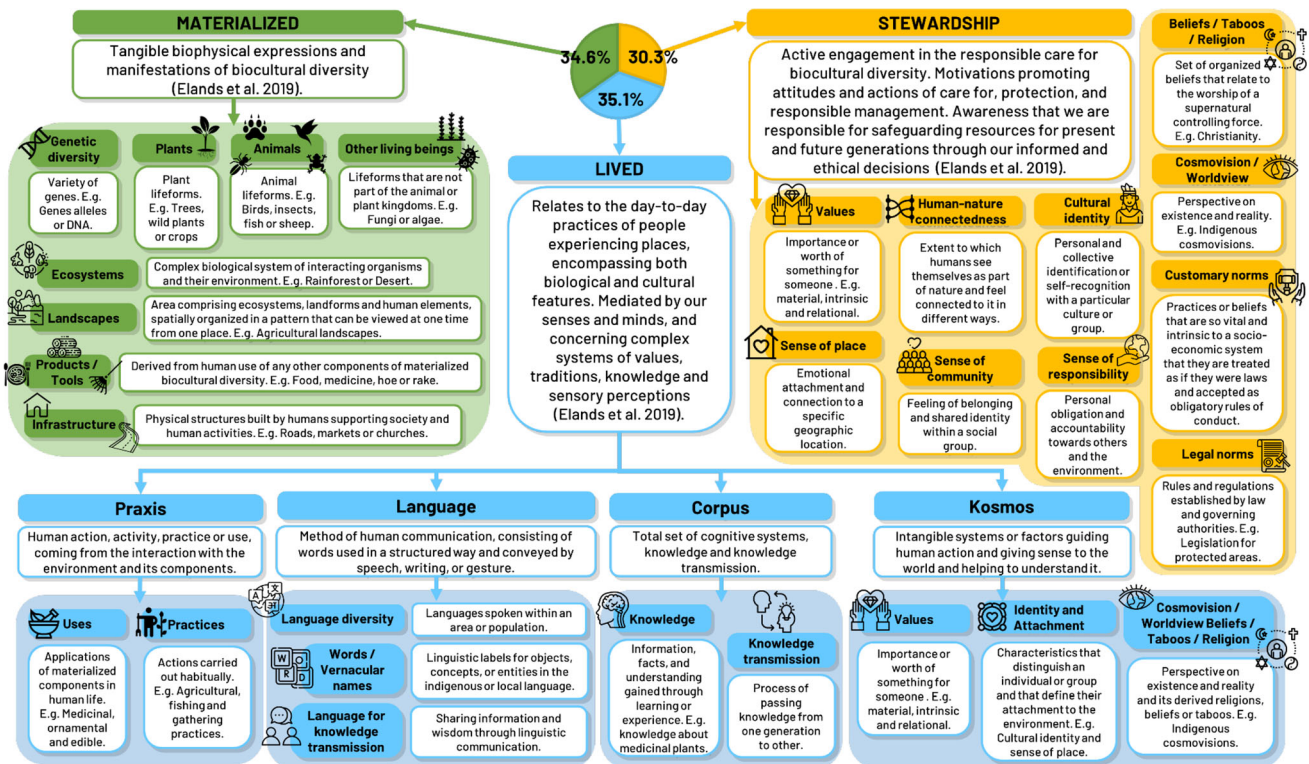 MATERIALIZED
Tangible biophysical expressions and
manifestations of biocultural diversity
(Elands et al. 2019).
34.6%
30.3%
35.1%
STEWARDSHIP
Active engagement in the responsible care for
biocultural diversity. Motivations promoting
attitudes and actions of care for, protection, and
responsible management. Awareness that we are
responsible for safeguarding resources for present
and future generations through our informed and
ethical decisions (Elands et al. 2019).
Genetic
diversity
Variety of
genes. E.g.
Genes alleles
or DNA.
Plants
Plant
lifeforms.
E.g. Trees,
wild plants
or crops
Animals
Animal
lifeforms. E.g.
Birds, insects,
fish or sheep.
Other living beings
Lifeforms that are not
part of the animal or
plant kingdoms. E.g.
Fungi or algae.
Ecosystems
Complex biological system of interacting organisms
and their environment. E.g. Rainforest or Desert.
Landscapes
Area comprising ecosystems, landforms and human elements,
spatially organized in a pattern that can be viewed at one time
from one place. E.g. Agricultural landscapes.
Products /
Tools
Derived from human use of any other components of materialized
biocultural diversity. E.g. Food, medicine, hoe or rake.
Infrastructure
Physical structures built by humans supporting society and
human activities. E.g. Roads, markets or churches.
LIVED
Relates to the day-to-day
practices of people
experiencing places,
encompassing both
biological and cultural
features. Mediated by our
senses and minds, and
concerning complex
systems of values,
traditions, knowledge and
sensory perceptions
(Elands et al. 2019).
Values
Importance or
worth of
something for
someone . E.g.
material, intrinsic
and relational.
Human-nature
connectedness
Extent to which
humans see
themselves as part
of nature and feel
connected to it in
different ways.
Cultural
identity
Personal and
collective
identification or
self-recognition
with a particular
culture or group.
Sense of place
Emotional
attachment and
connection to a
specific
geographic
location.
Sense of
community
Feeling of belonging
and shared identity
within a social
group.
Sense of
responsibility
Personal
obligation and
accountability
towards others
and the
environment.
Beliefs / Taboos
/ Religion
Set of organized
beliefs that relate to
the worship of a
supernatural
controlling force.
E.g. Christianity.
Cosmovision /
Worldview
Perspective on
existence and reality.
E.g. Indigenous
cosmovisions.
Customary norms
Practices or beliefs
that are so vital and
intrinsic to a socio-
economic system
that they are treated
as if they were laws
and accepted as
obligatory rules of
conduct.
Legal norms
Rules and regulations
established by law
and governing
authorities. E.g.
Legislation for
protected areas.
Praxis
Human action, activity, practice or use,
coming from the interaction with the
environment and its components.
Uses
Applications
of materialized
components in
human life.
E.g. Medicinal,
ornamental
and edible.
Practices
Actions carried
out habitually.
E.g. Agricultural,
fishing and
gathering
practices.
Language
Method of human communication, consisting of
words used in a structured way and conveyed by
speech, writing, or gesture.
A
文
अ
Language diversity
Languages spoken within an
area or population.
W
O
R
D
Words /
Vernacular
names
Linguistic labels for objects,
concepts, or entities in the
indigenous or local language.
Language for
knowledge
transmission
Sharing information and
wisdom through linguistic
communication.
Corpus
Total set of cognitive systems,
knowledge and knowledge
transmission.
Knowledge
Information,
facts, and
understanding
gained through
learning or
experience. E.g.
knowledge about
medicinal plants.
Knowledge
transmission
Process of
passing
knowledge from
one generation
to other.
Kosmos
Intangible systems or factors guiding
human action and giving sense to the
world and helping to understand it.
Values
Importance or
worth of
something for
someone . E.g.
material, intrinsic
and relational.
Identity and
Attachment
Characteristics that
distinguish an
individual or group
and that define their
attachment to the
environment. E.g.
Cultural identity and
sense of place.
Cosmovision /
Worldview Beliefs /
Taboos / Religion
Perspective on
existence and reality
and its derived religions,
beliefs or taboos. E.g.
Indigenous
cosmovisions.